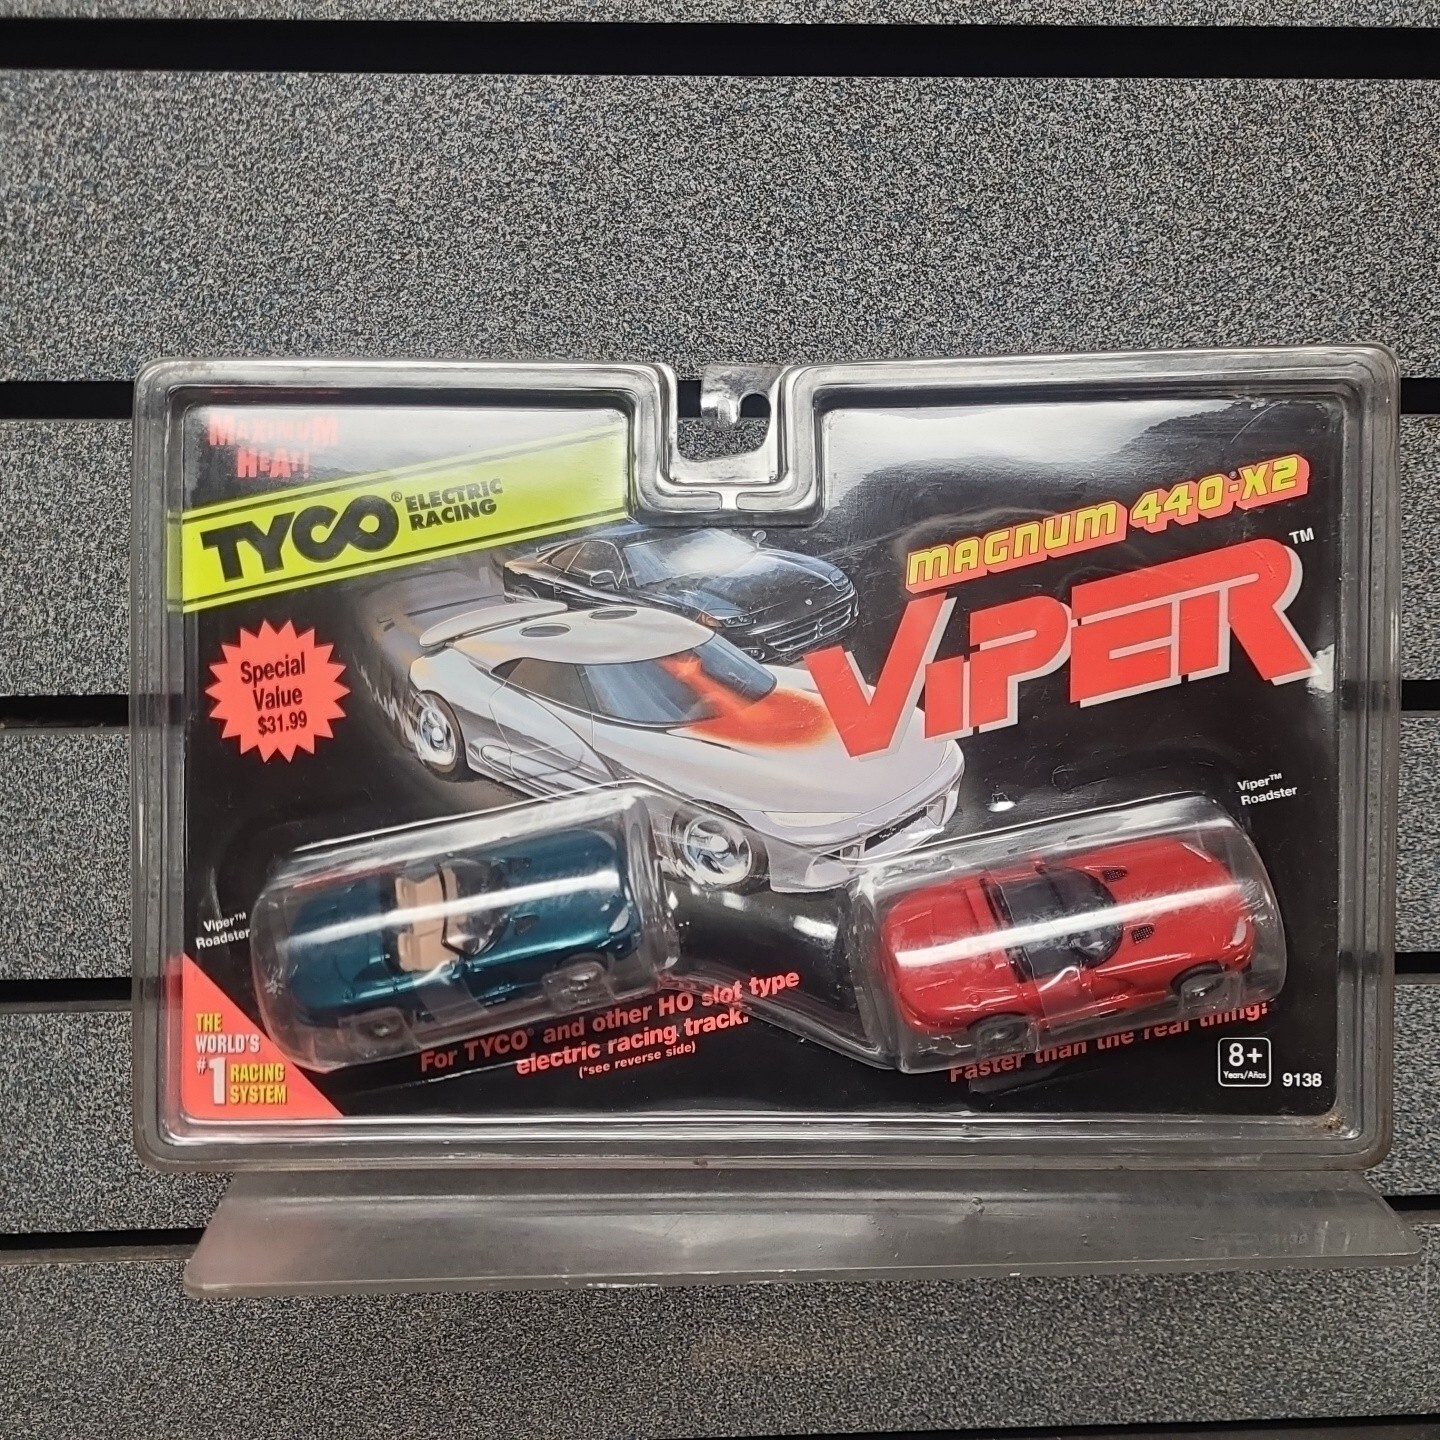 MAXIMUM
HEAT!
TYCO® ELECTRIC
RACING
MAGNUM 440-X2
VIPER™
Special
Value
$31.99
Viper™
Roadster
Viper™
Roadster
THE
WORLD'S
#1 RACING
SYSTEM
For TYCO® and other HO slot type
electric racing track.*
(*see reverse side)
Faster than the real thing!
8+
Years/Años
9138